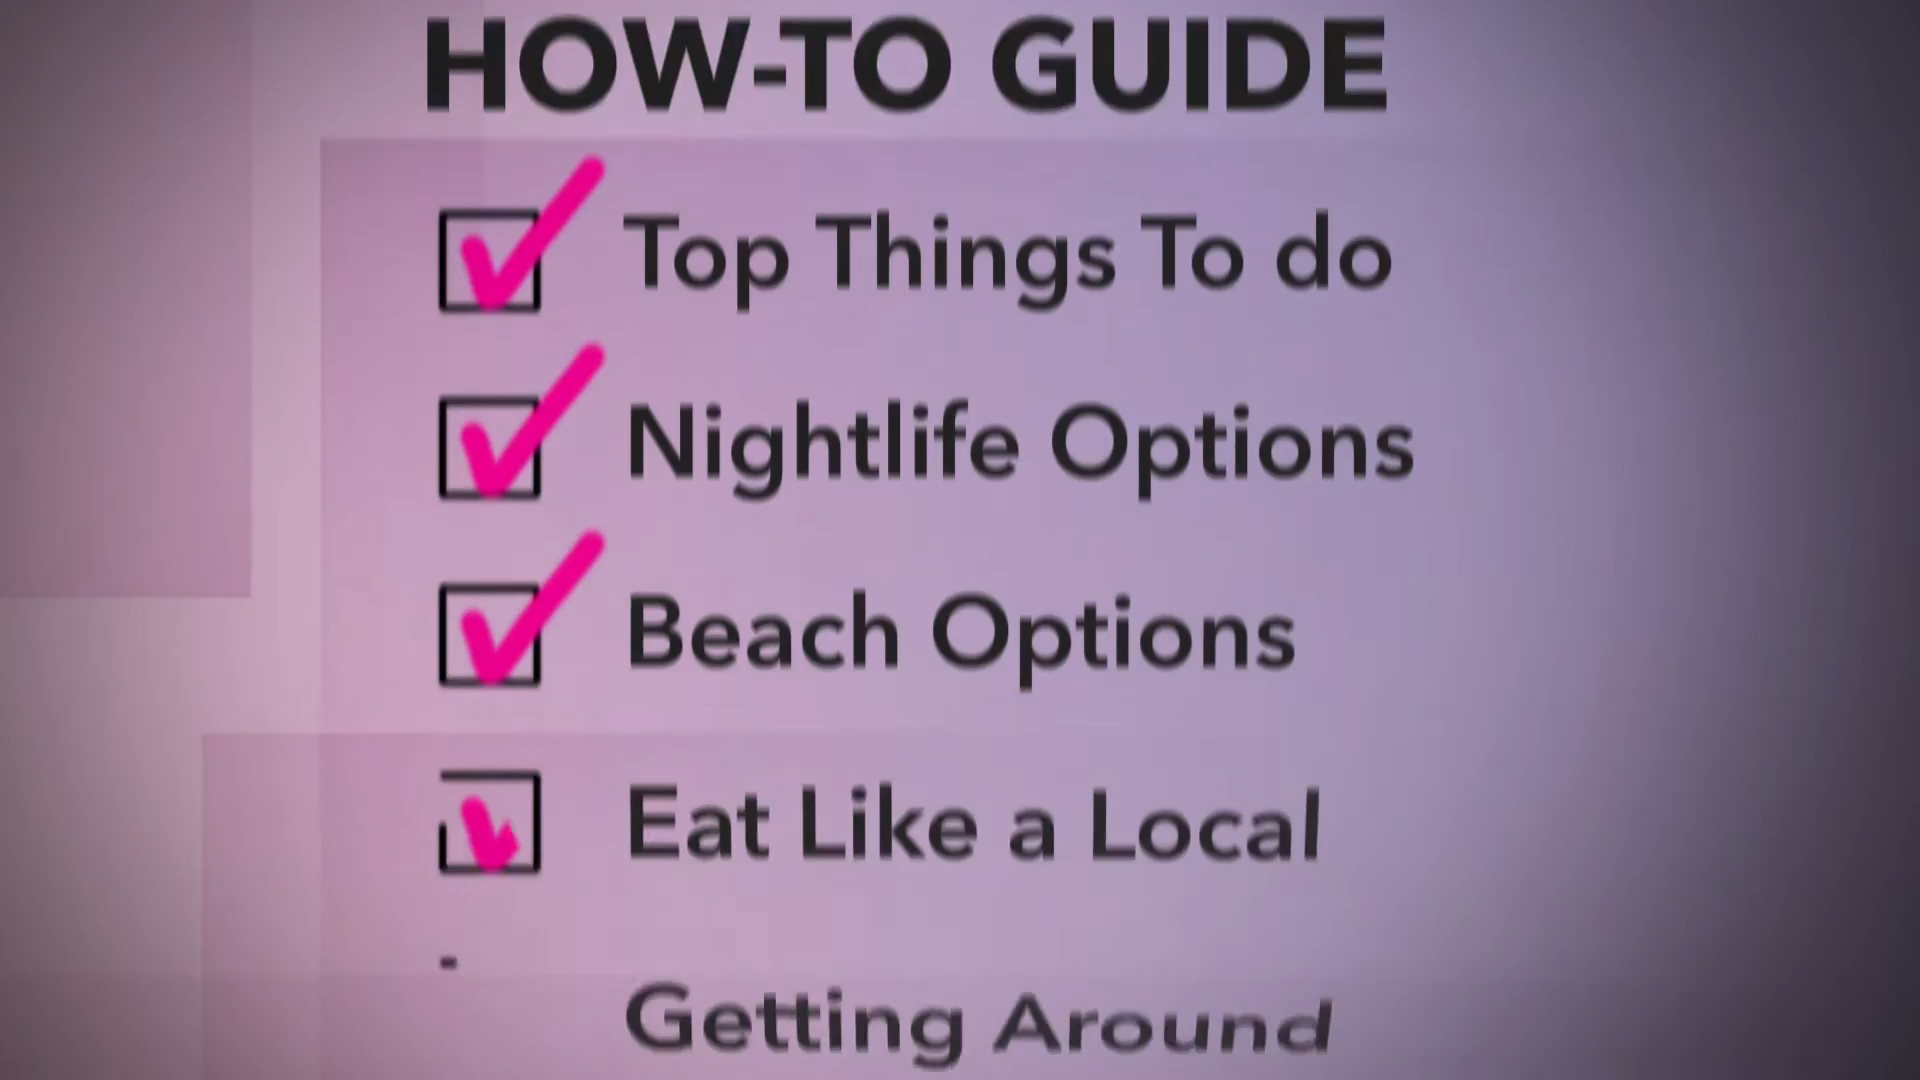 HOW-TO GUIDE
Top Things To do
Nightlife Options
Beach Options
Eat Like a Local
Getting Around